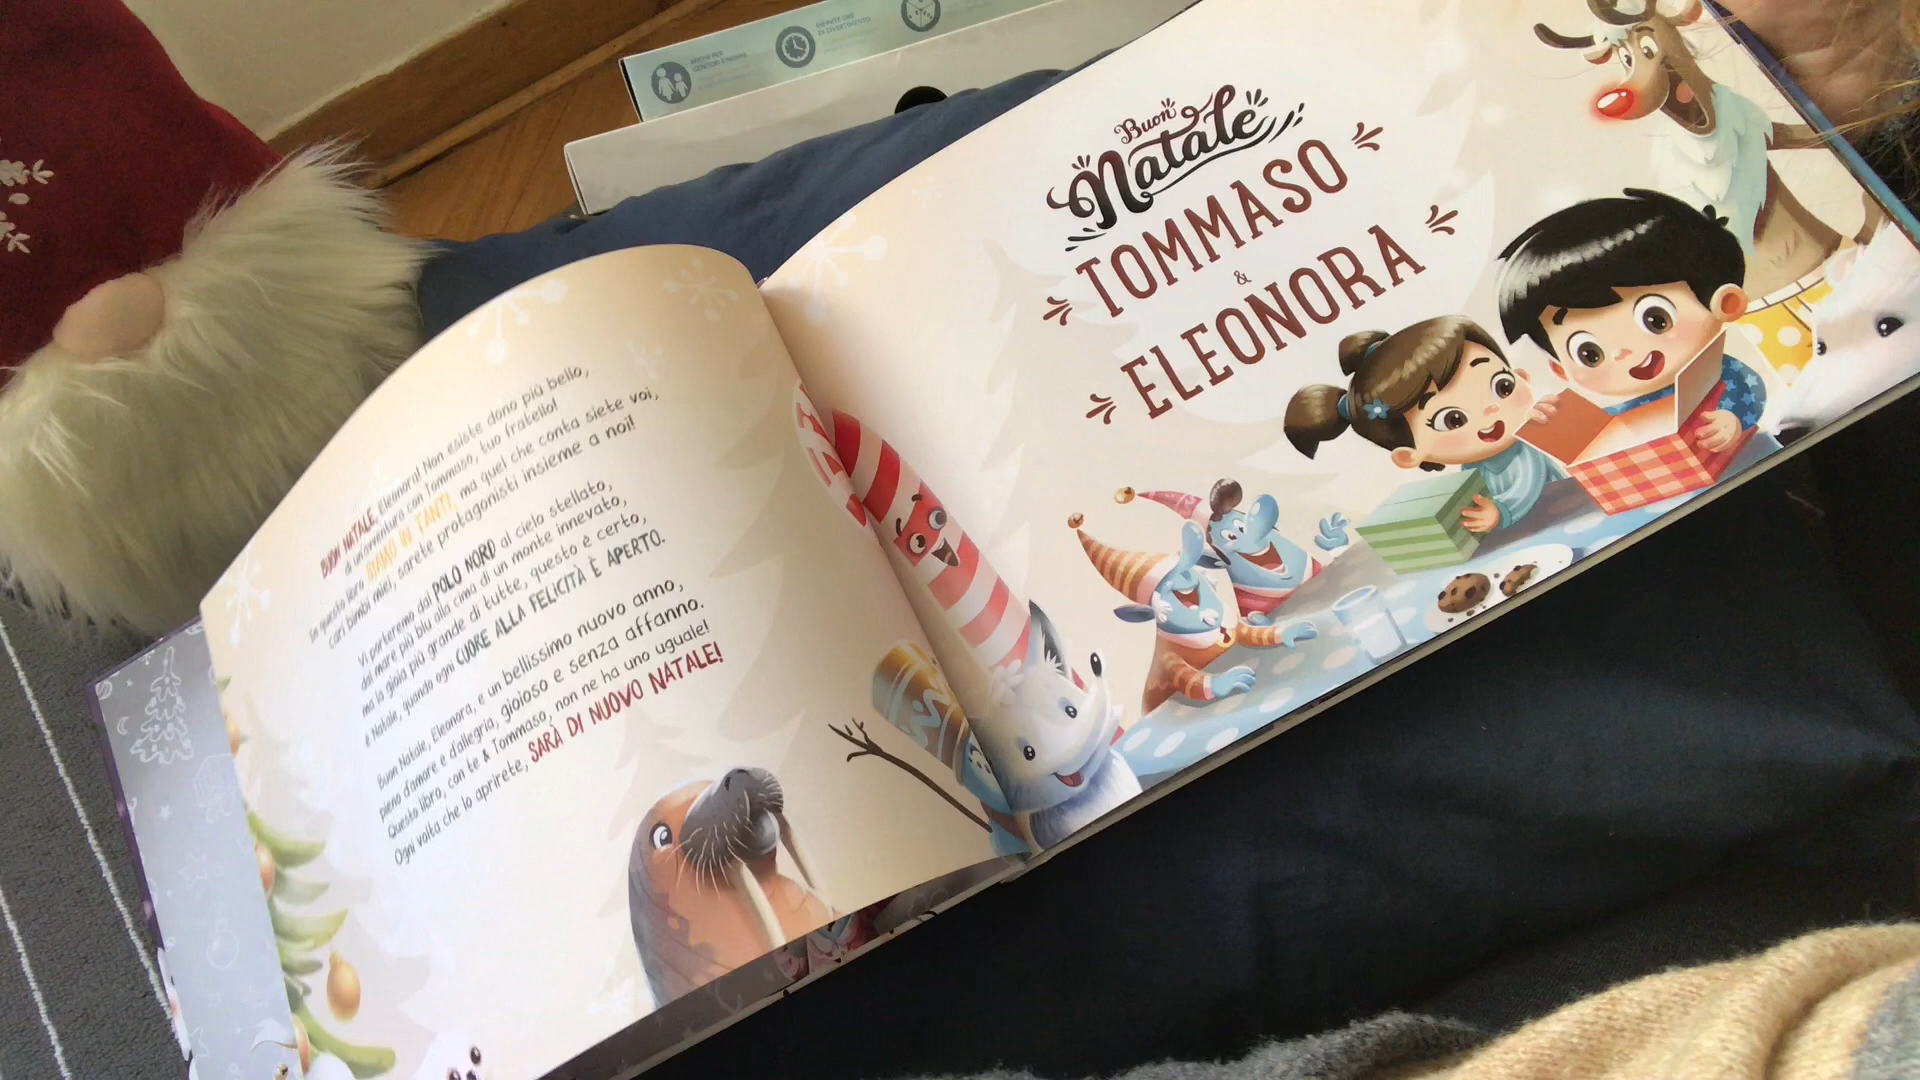 BUON NATALE, Eleonora! Non esiste dono più bello,
di un'avventura con Tommaso, tuo fratello!
In questo libro SIAMO IN TANTI, ma quel che conta siete voi,
cari bimbi miei, sarete protagonisti insieme a noi!
Vi porteremo dal POLO NORD al cielo stellato,
dal mare più blu alla cima di un monte innevato,
ma la gioia più grande di tutte, questo è certo,
è Natale, quando ogni CUORE ALLA FELICITÀ È APERTO.
Buon Natale, Eleonora, e un bellissimo nuovo anno,
pieno d'amore e d'allegria, gioioso e senza affanno.
Questo libro, con te & Tommaso, non ne ha uno uguale!
Ogni volta che lo aprirete, SARÀ DI NUOVO NATALE!
Buon
Natale
TOMMASO
&
ELEONORA
INFINITE ORE
DI DIVERTIMENTO